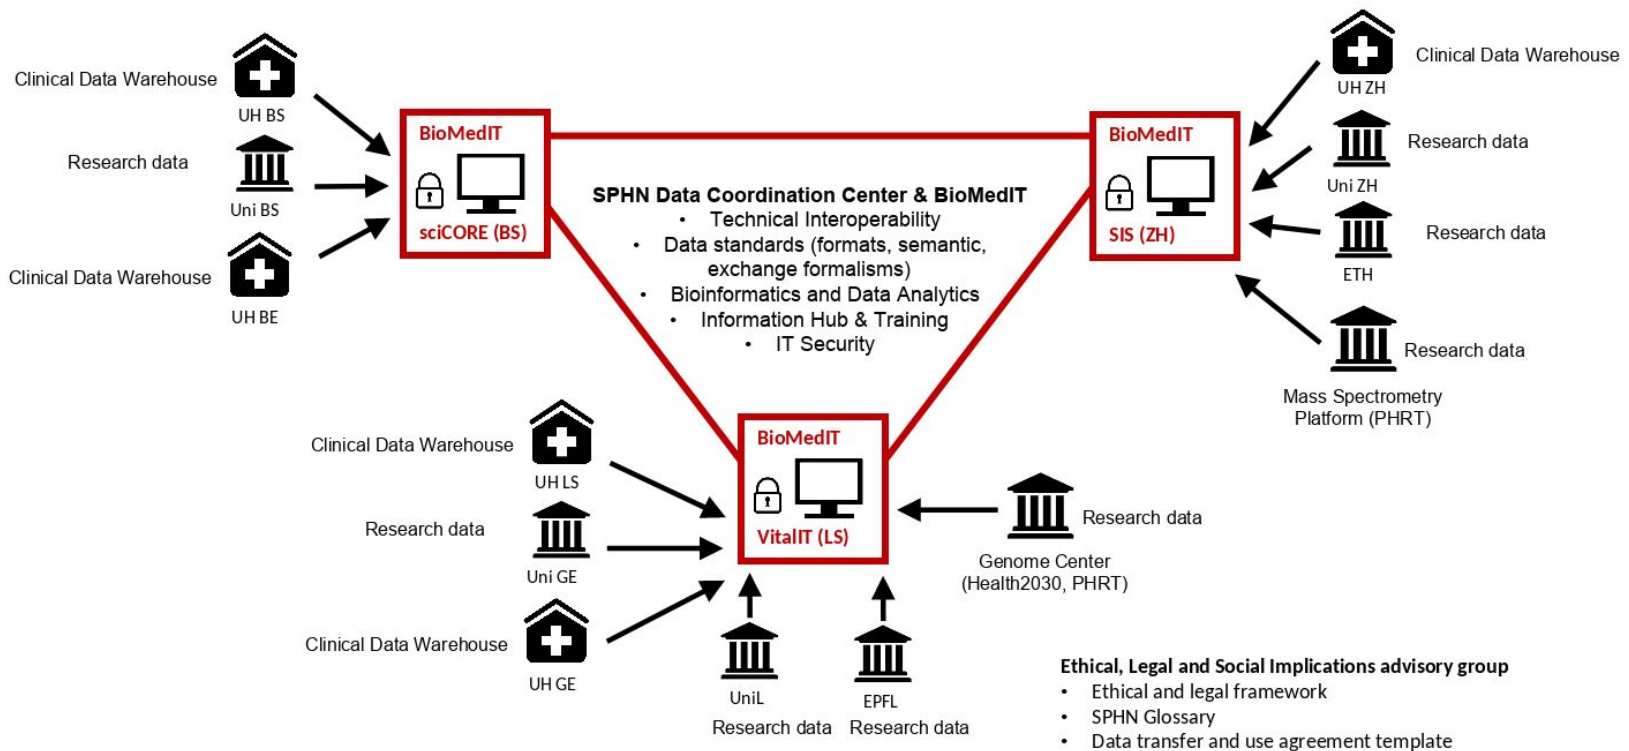 Clinical Data Warehouse
UH BS
Research data
Uni BS
Clinical Data Warehouse
UH BE
BioMedIT
sciCORE (BS)
SPHN Data Coordination Center & BioMedIT
• Technical Interoperability
• Data standards (formats, semantic,
exchange formalisms)
• Bioinformatics and Data Analytics
• Information Hub & Training
• IT Security
BioMedIT
SIS (ZH)
Clinical Data Warehouse
UH ZH
Research data
Uni ZH
Research data
ETH
Research data
Mass Spectrometry
Platform (PHRT)
Clinical Data Warehouse
UH LS
Research data
Uni GE
Clinical Data Warehouse
UH GE
BioMedIT
VitalIT (LS)
UniL
Research data
EPFL
Research data
Research data
Genome Center
(Health2030, PHRT)
Ethical, Legal and Social Implications advisory group
• Ethical and legal framework
• SPHN Glossary
• Data transfer and use agreement template